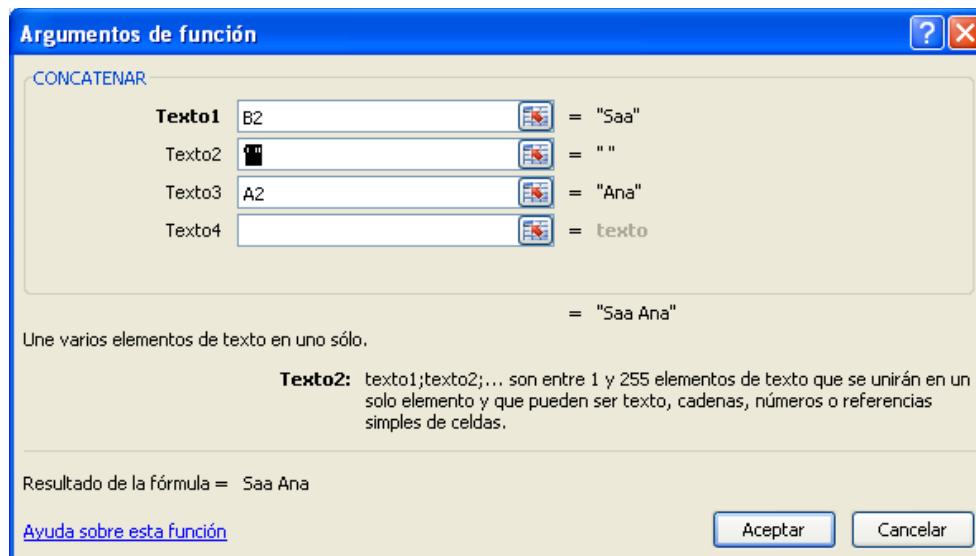 Argumentos de función
CONCATENAR
Texto1 B2 = "Saa"
Texto2 " " = " "
Texto3 A2 = "Ana"
Texto4 = texto
= "Saa Ana"
Une varios elementos de texto en uno sólo.
Texto2: texto1;texto2;... son entre 1 y 255 elementos de texto que se unirán en un
solo elemento y que pueden ser texto, cadenas, números o referencias
simples de celdas.
Resultado de la fórmula = Saa Ana
Ayuda sobre esta función Aceptar Cancelar